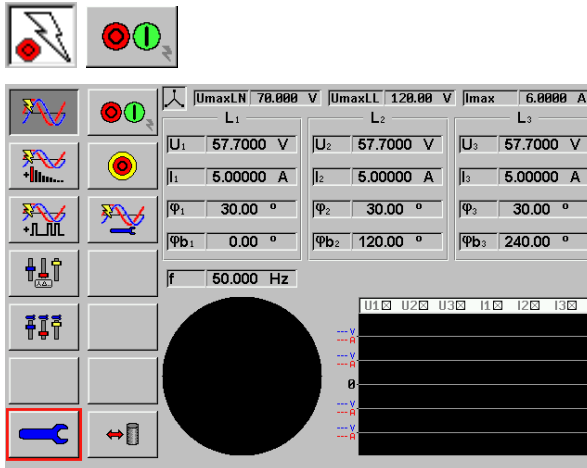 UmaxLN 70.000 V UmaxLL 120.00 V Imax 6.0000 A
L1 L2 L3
U1 57.7000 V U2 57.7000 V U3 57.7000 V
I1 5.00000 A I2 5.00000 A I3 5.00000 A
φ1 30.00 º φ2 30.00 º φ3 30.00 º
φb1 0.00 º φb2 120.00 º φb3 240.00 º
f 50.000 Hz
U1☒ U2☒ U3☒ I1☒ I2☒ I3☒
--- V
--- A
--- V
--- A
0
--- V
--- A
--- V
--- A